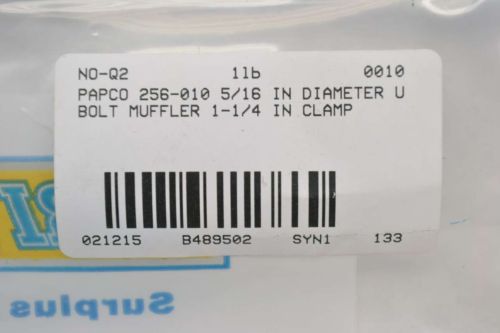 NO-Q2 1lb 0010
PAPCO 256-010 5/16 IN DIAMETER U
BOLT MUFFLER 1-1/4 IN CLAMP
021215 B489502 SYN1 133
Surplus